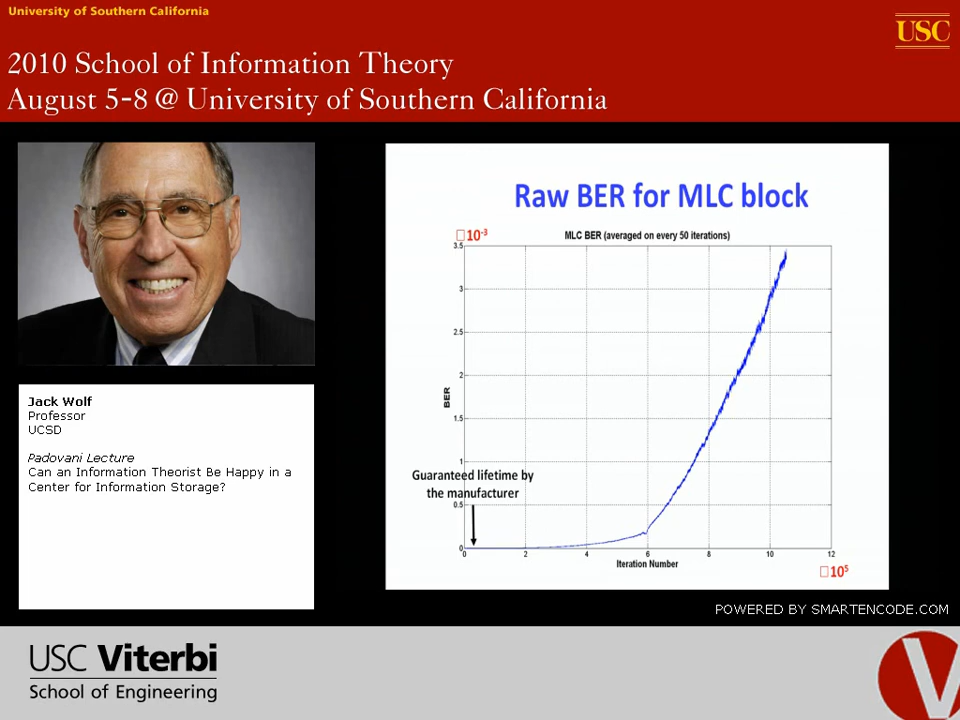 University of Southern California
USC
2010 School of Information Theory
August 5-8 @ University of Southern California
Jack Wolf
Professor
UCSD
Padovani Lecture
Can an Information Theorist Be Happy in a
Center for Information Storage?
Raw BER for MLC block
□10⁻³
MLC BER (averaged on every 50 iterations)
3.5
3
2.5
2
1.5
1
0.5
0
BER
Guaranteed lifetime by
the manufacturer
0 2 4 6 8 10 12
Iteration Number
□10⁵
POWERED BY SMARTENCODE.COM
USC Viterbi
School of Engineering
V